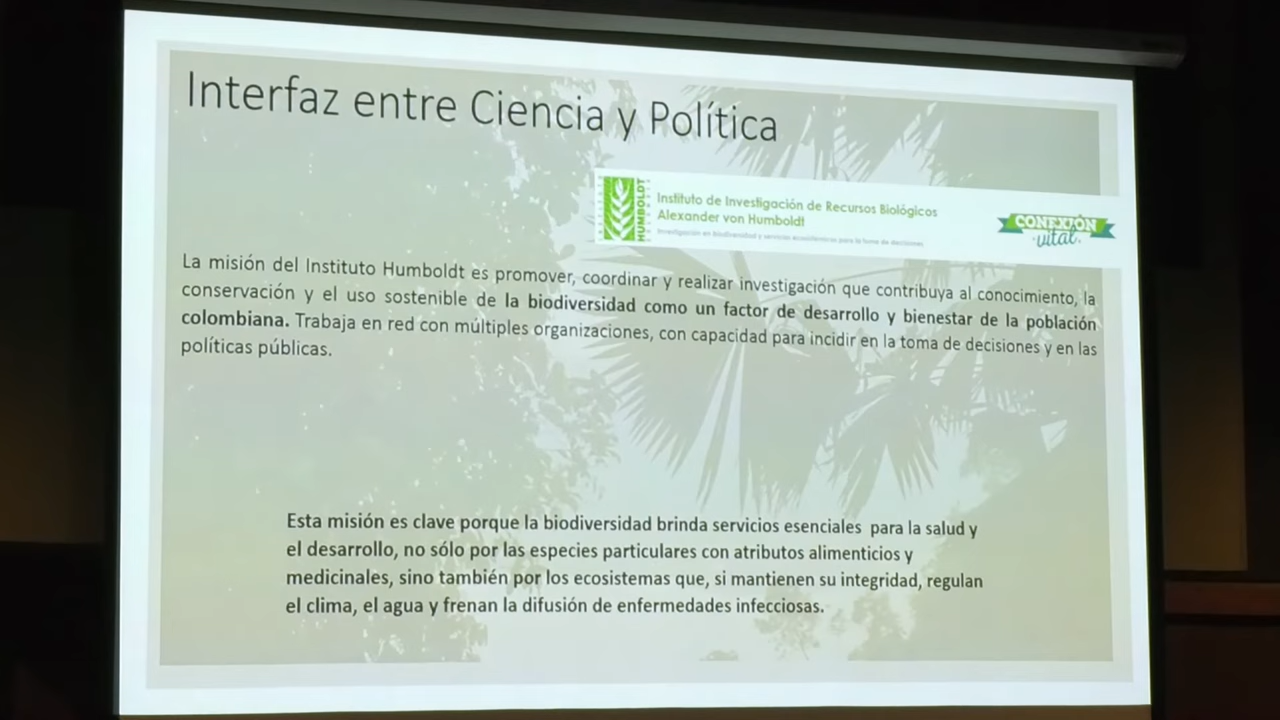 Interfaz entre Ciencia y Política
INSTITUTO
HUMBOLDT
COLOMBIA
Instituto de Investigación de Recursos Biológicos
Alexander von Humboldt
Investigación en biodiversidad y servicios ecosistémicos para la toma de decisiones
CONEXIÓN
vital
La misión del Instituto Humboldt es promover, coordinar y realizar investigación que contribuya al conocimiento, la
conservación y el uso sostenible de la biodiversidad como un factor de desarrollo y bienestar de la población
colombiana. Trabaja en red con múltiples organizaciones, con capacidad para incidir en la toma de decisiones y en las
políticas públicas.
Esta misión es clave porque la biodiversidad brinda servicios esenciales para la salud y
el desarrollo, no sólo por las especies particulares con atributos alimenticios y
medicinales, sino también por los ecosistemas que, si mantienen su integridad, regulan
el clima, el agua y frenan la difusión de enfermedades infecciosas.